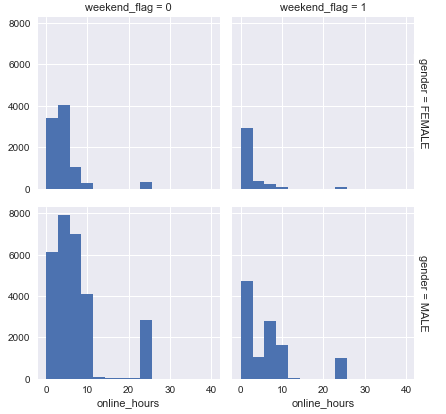 weekend_flag = 0
weekend_flag = 1
8000
6000
4000
2000
0
gender = FEMALE
8000
6000
4000
2000
0
gender = MALE
0 10 20 30 40
0 10 20 30 40
online_hours
online_hours